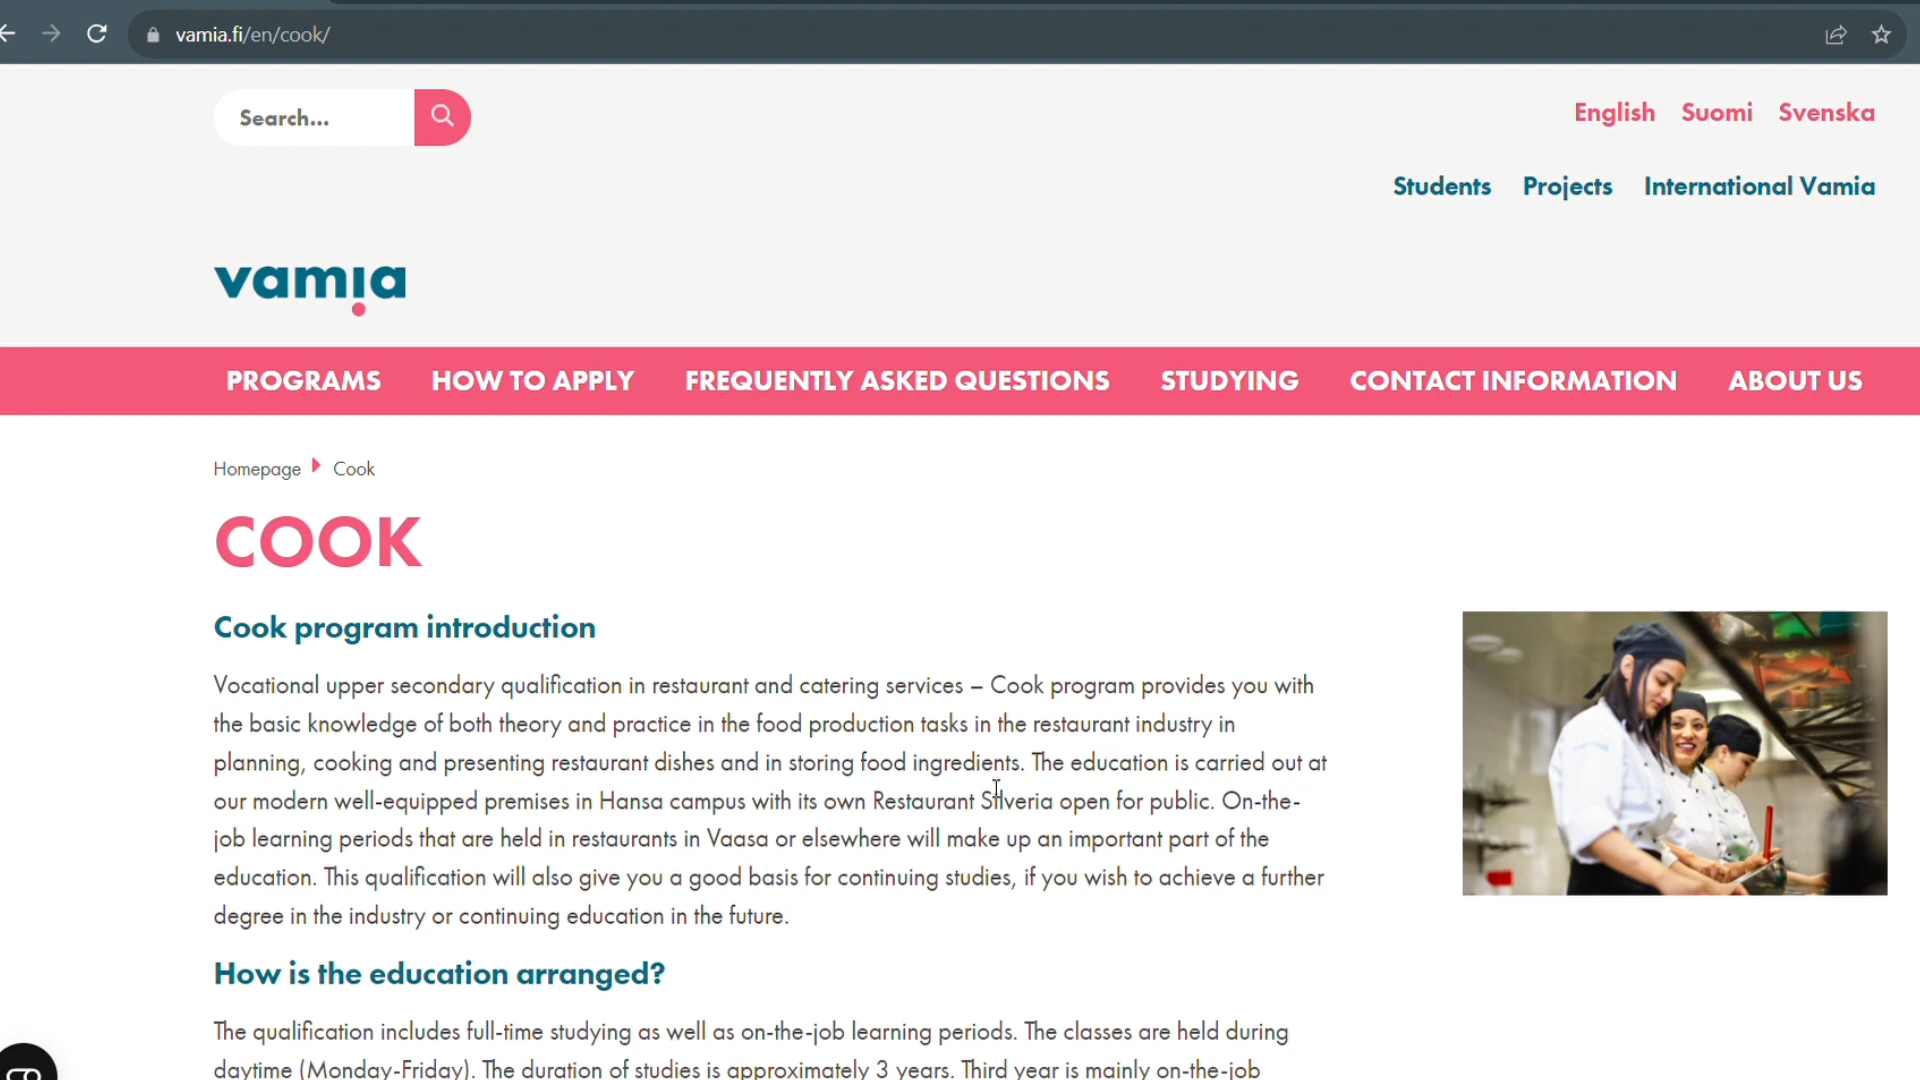 vamia.fi/en/cook/
Search...
English Suomi Svenska
Students Projects International Vamia
vamia
PROGRAMS HOW TO APPLY FREQUENTLY ASKED QUESTIONS STUDYING CONTACT INFORMATION ABOUT US
Homepage Cook
COOK
Cook program introduction
Vocational upper secondary qualification in restaurant and catering services – Cook program provides you with
the basic knowledge of both theory and practice in the food production tasks in the restaurant industry in
planning, cooking and presenting restaurant dishes and in storing food ingredients. The education is carried out at
our modern well-equipped premises in Hansa campus with its own Restaurant Silveria open for public. On-the-
job learning periods that are held in restaurants in Vaasa or elsewhere will make up an important part of the
education. This qualification will also give you a good basis for continuing studies, if you wish to achieve a further
degree in the industry or continuing education in the future.
How is the education arranged?
The qualification includes full-time studying as well as on-the-job learning periods. The classes are held during
daytime (Monday-Friday). The duration of studies is approximately 3 years. Third year is mainly on-the-job